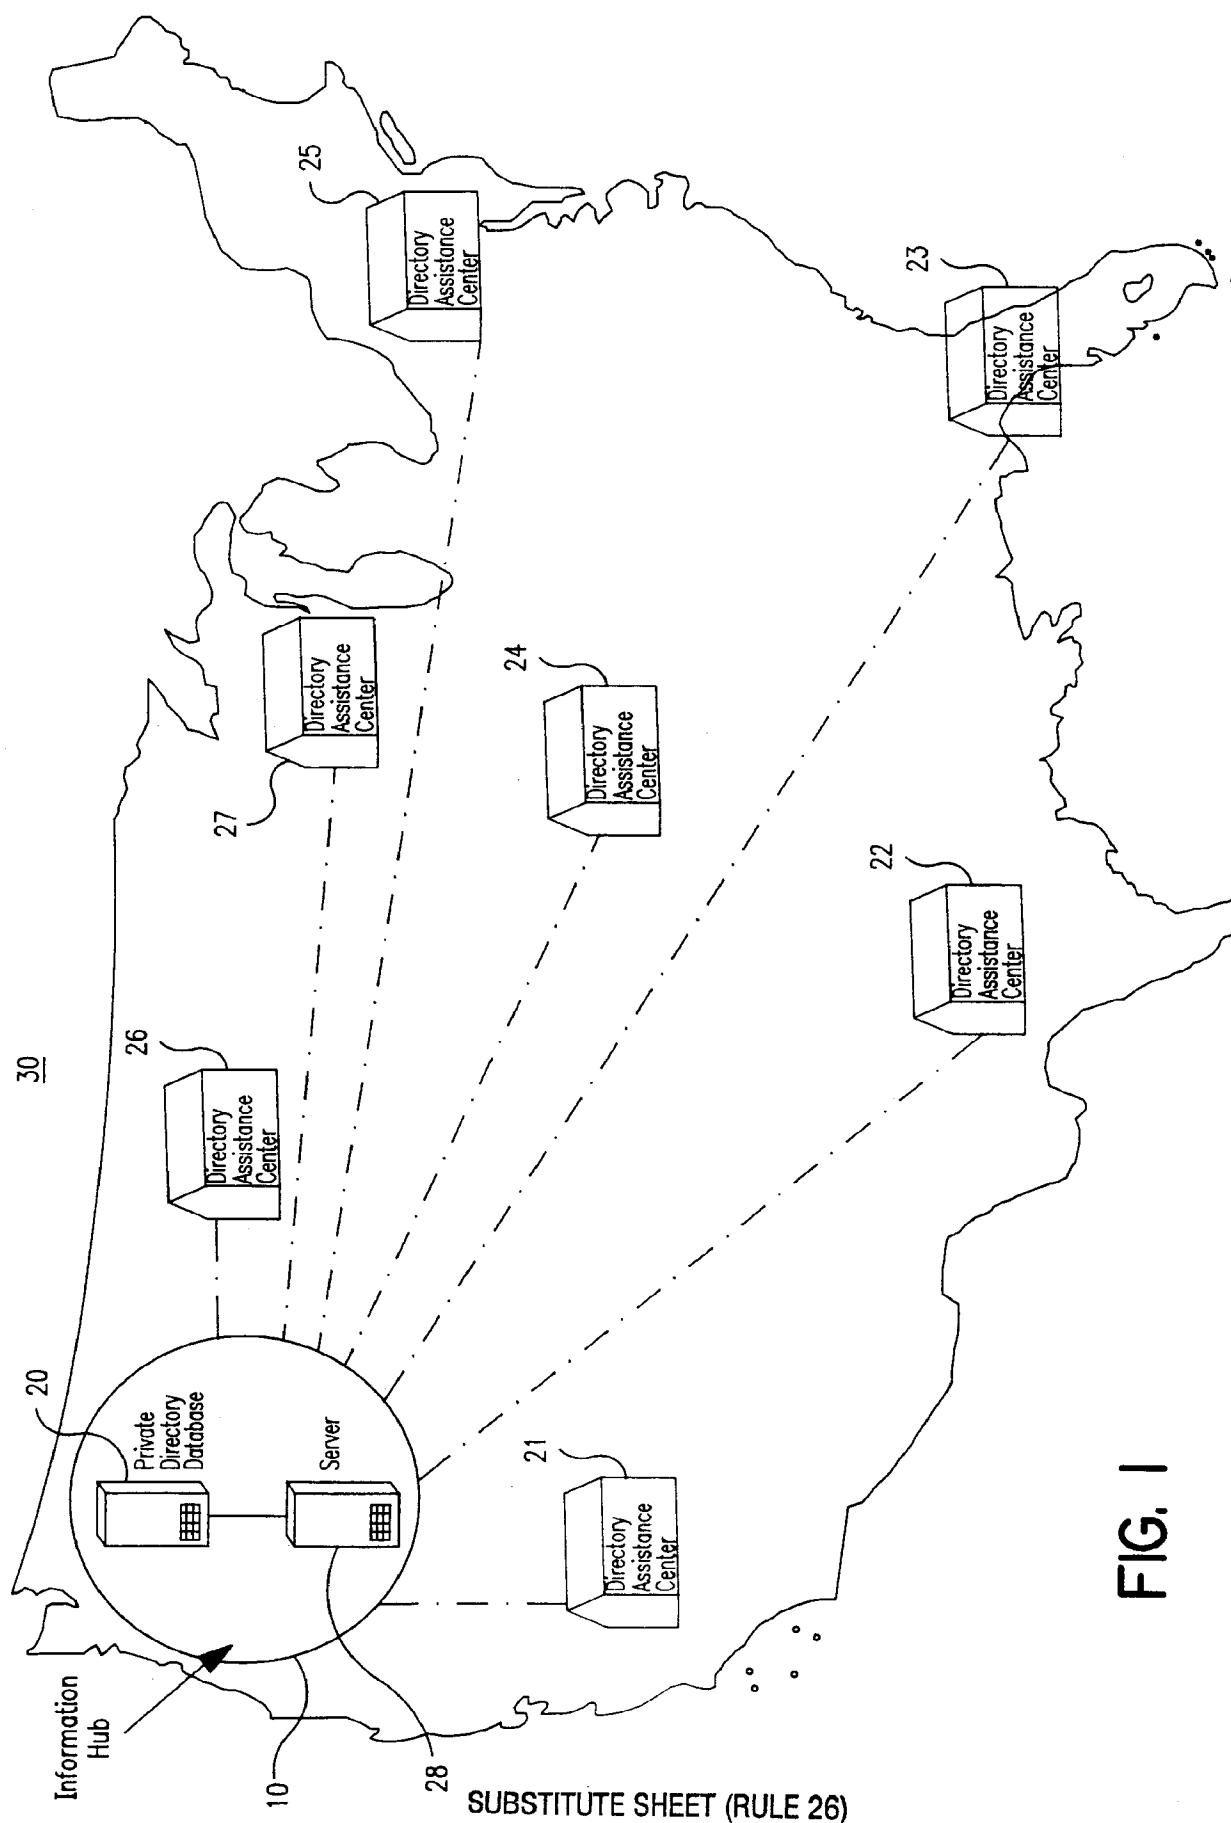 30
Information
Hub
10
20
Private
Directory
Database
Server
28
26
Directory
Assistance
Center
27
Directory
Assistance
Center
25
Directory
Assistance
Center
24
Directory
Assistance
Center
21
Directory
Assistance
Center
22
Directory
Assistance
Center
23
Directory
Assistance
Center
FIG. 1
SUBSTITUTE SHEET (RULE 26)